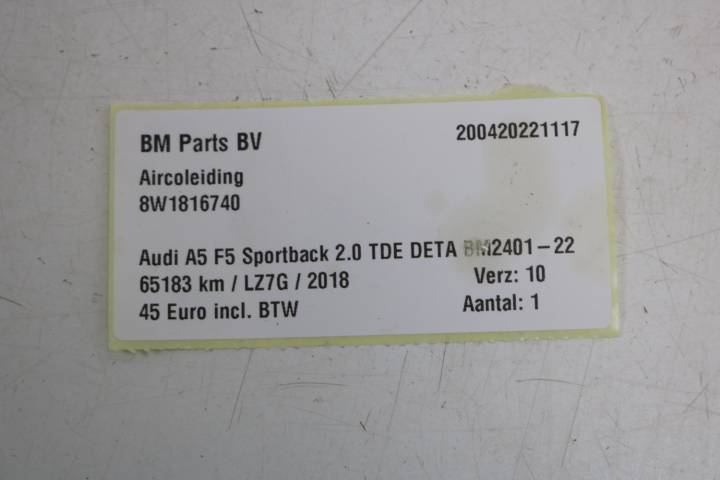 BM Parts BV 200420221117
Aircoleiding
8W1816740
Audi A5 F5 Sportback 2.0 TDE DETA BM2401-22
65183 km / LZ7G / 2018 Verz: 10
45 Euro incl. BTW Aantal: 1